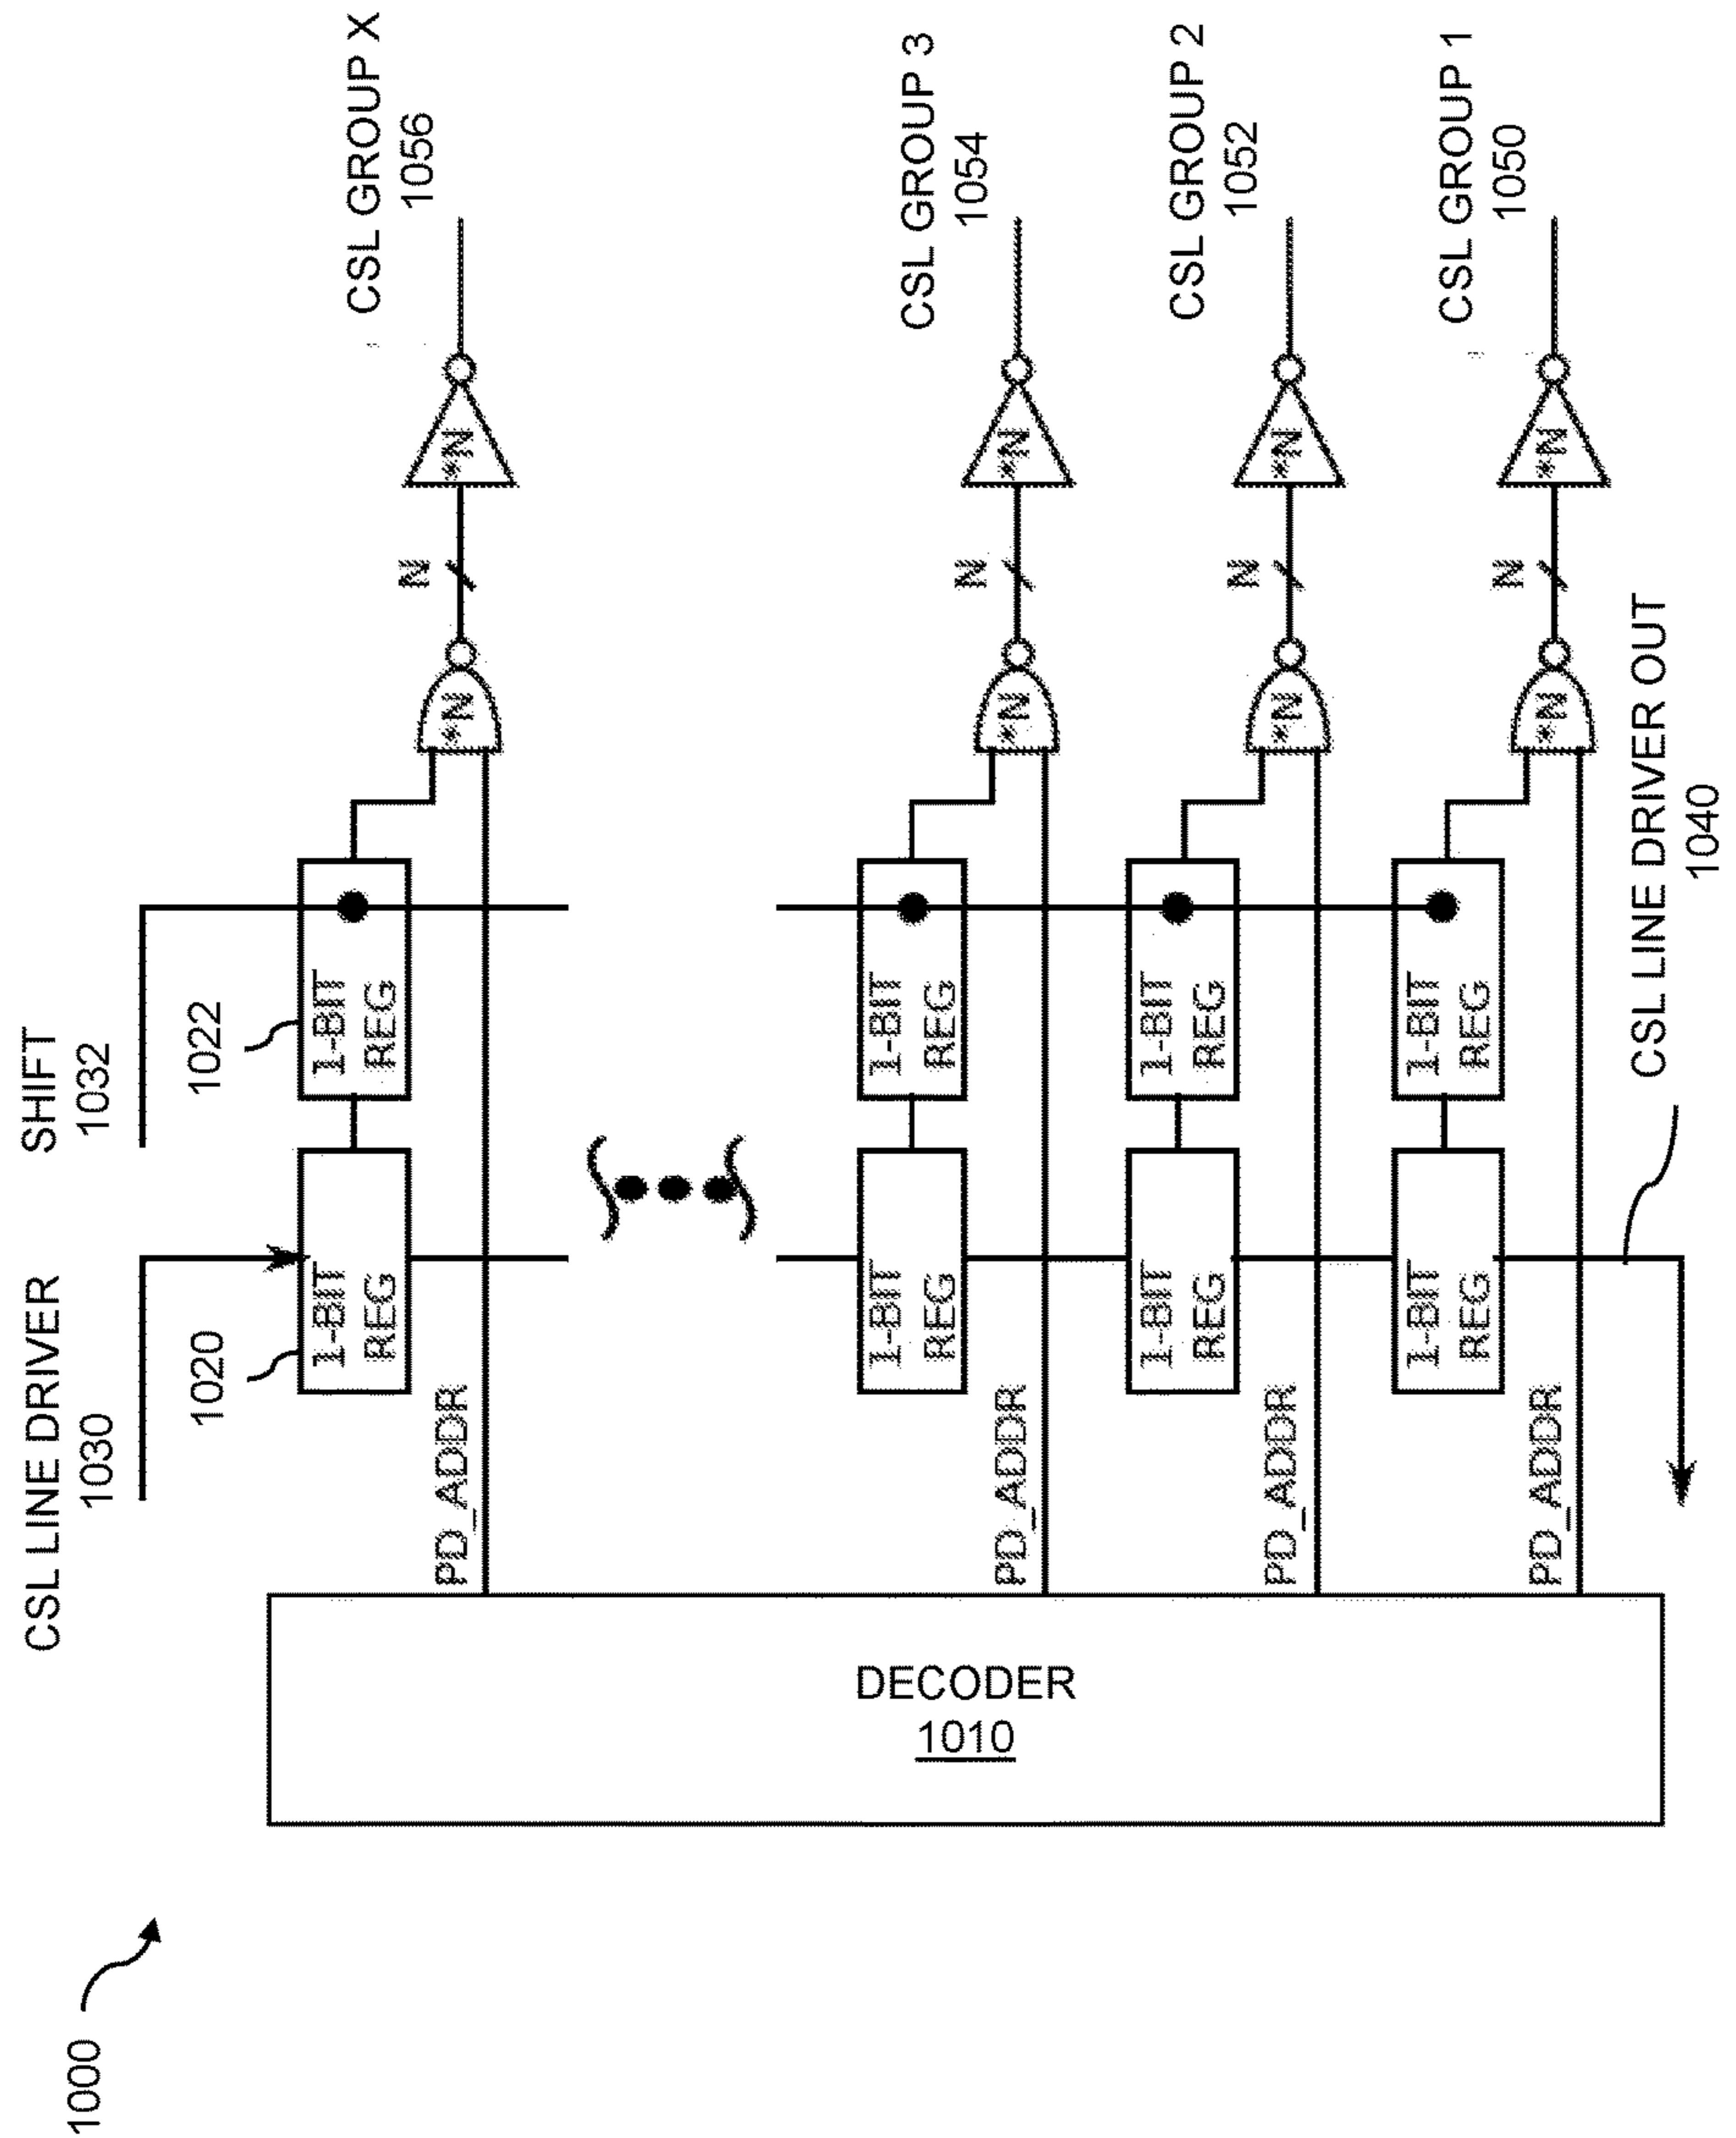 1000
CSL LINE DRIVER
1030
SHIFT
1032
1020
1022
1-BIT
REG
1-BIT
REG
CSL GROUP X
1056
PD_ADDR
*N
N
*N
DECODER
1010
1-BIT
REG
1-BIT
REG
CSL GROUP 3
1054
PD_ADDR
*N
N
*N
1-BIT
REG
1-BIT
REG
CSL GROUP 2
1052
PD_ADDR
*N
N
*N
1-BIT
REG
1-BIT
REG
CSL GROUP 1
1050
PD_ADDR
*N
N
*N
CSL LINE DRIVER OUT
1040